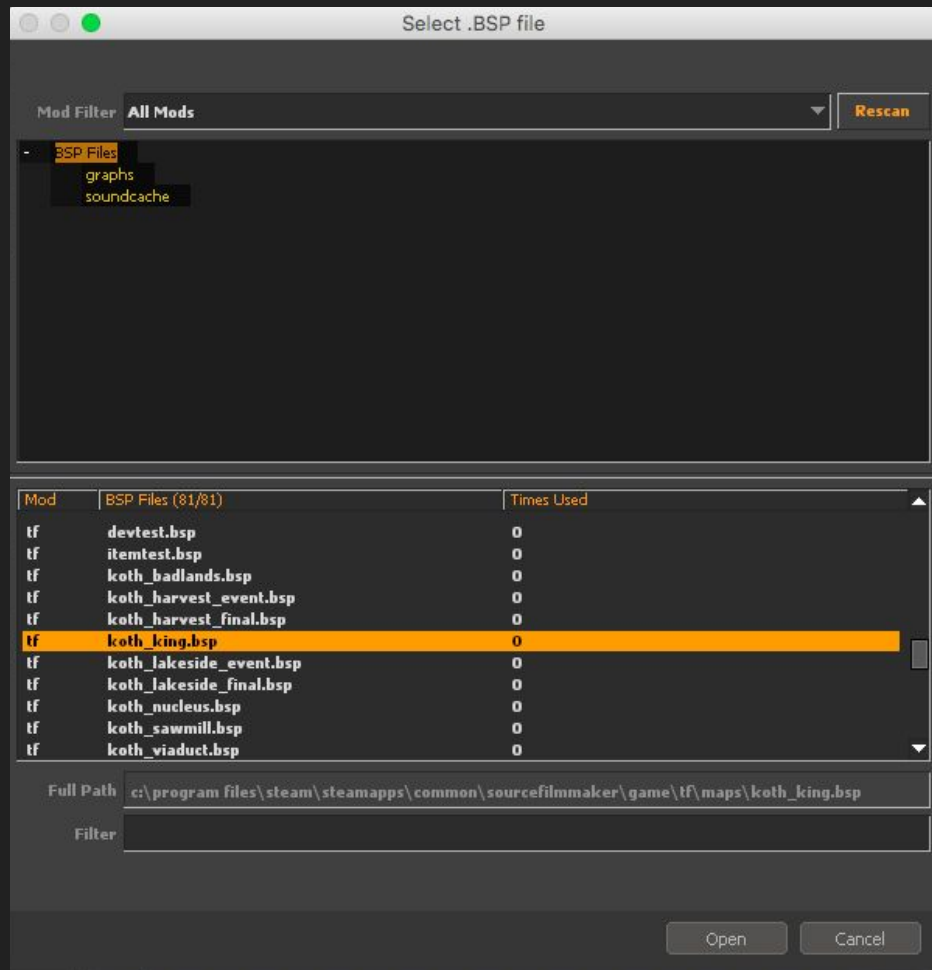 Select .BSP file
Mod Filter All Mods Rescan
- BSP Files
graphs
soundcache
Mod BSP Files (81/81) Times Used
tf devtest.bsp 0
tf itemtest.bsp 0
tf koth_badlands.bsp 0
tf koth_harvest_event.bsp 0
tf koth_harvest_final.bsp 0
tf koth_king.bsp 0
tf koth_lakeside_event.bsp 0
tf koth_lakeside_final.bsp 0
tf koth_nucleus.bsp 0
tf koth_sawmill.bsp 0
tf koth_viaduct.bsp 0
Full Path c:\program files\steam\steamapps\common\sourcefilmmaker\game\tf\maps\koth_king.bsp
Filter
Open Cancel